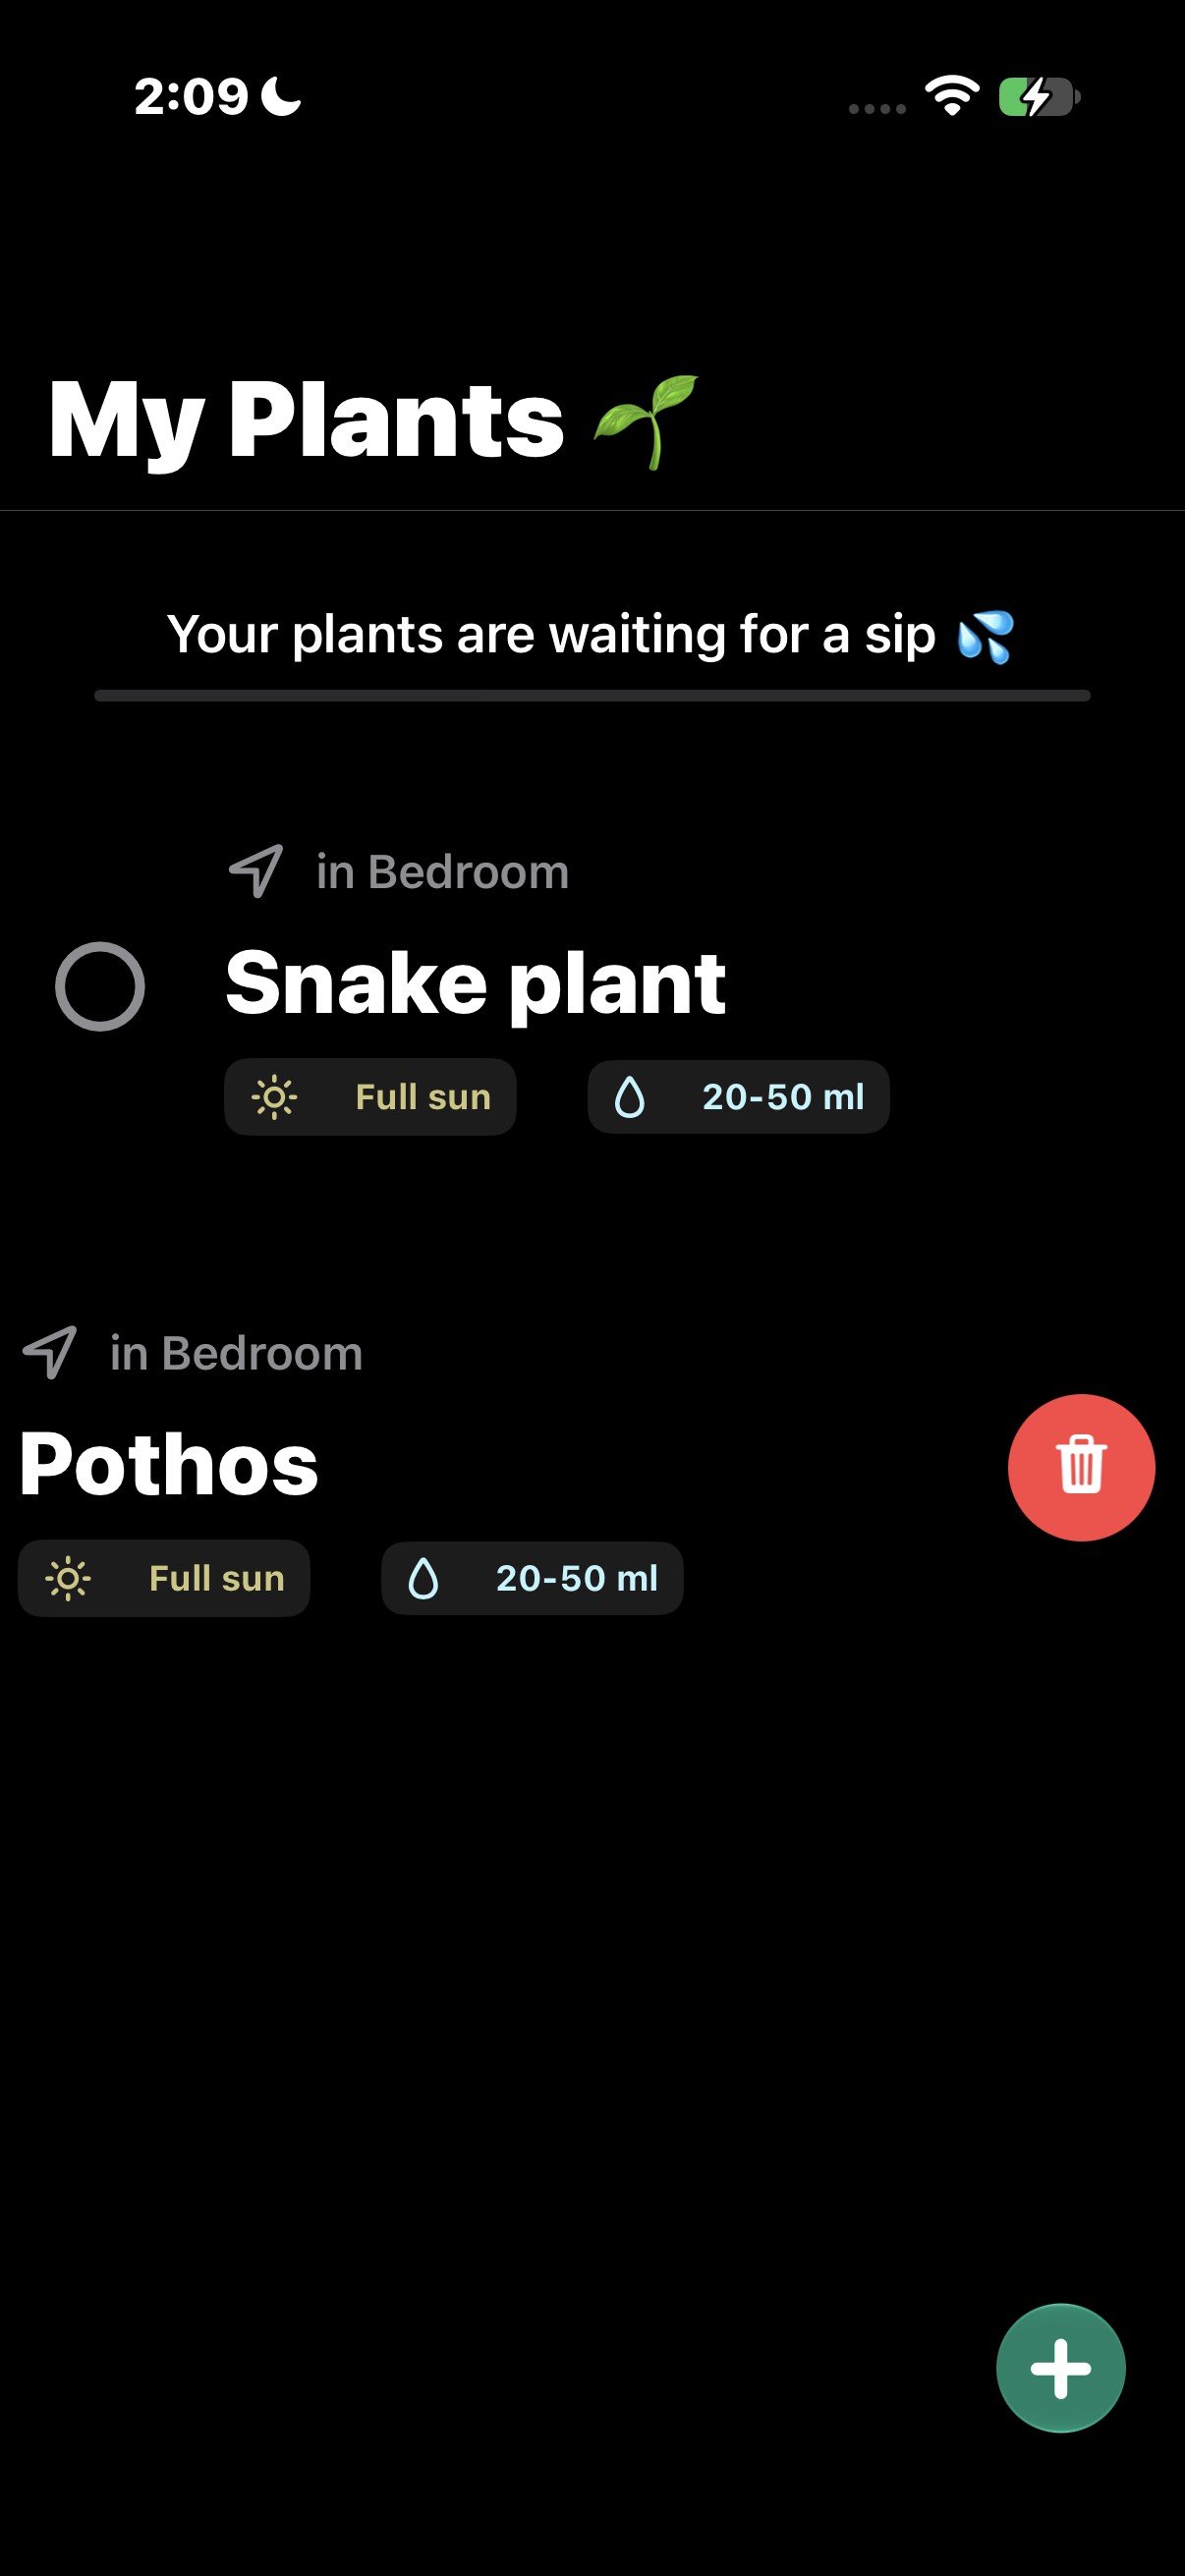 2:09
My Plants 🌱
Your plants are waiting for a sip 💦
in Bedroom
Snake plant
Full sun
20-50 ml
in Bedroom
Pothos
Full sun
20-50 ml